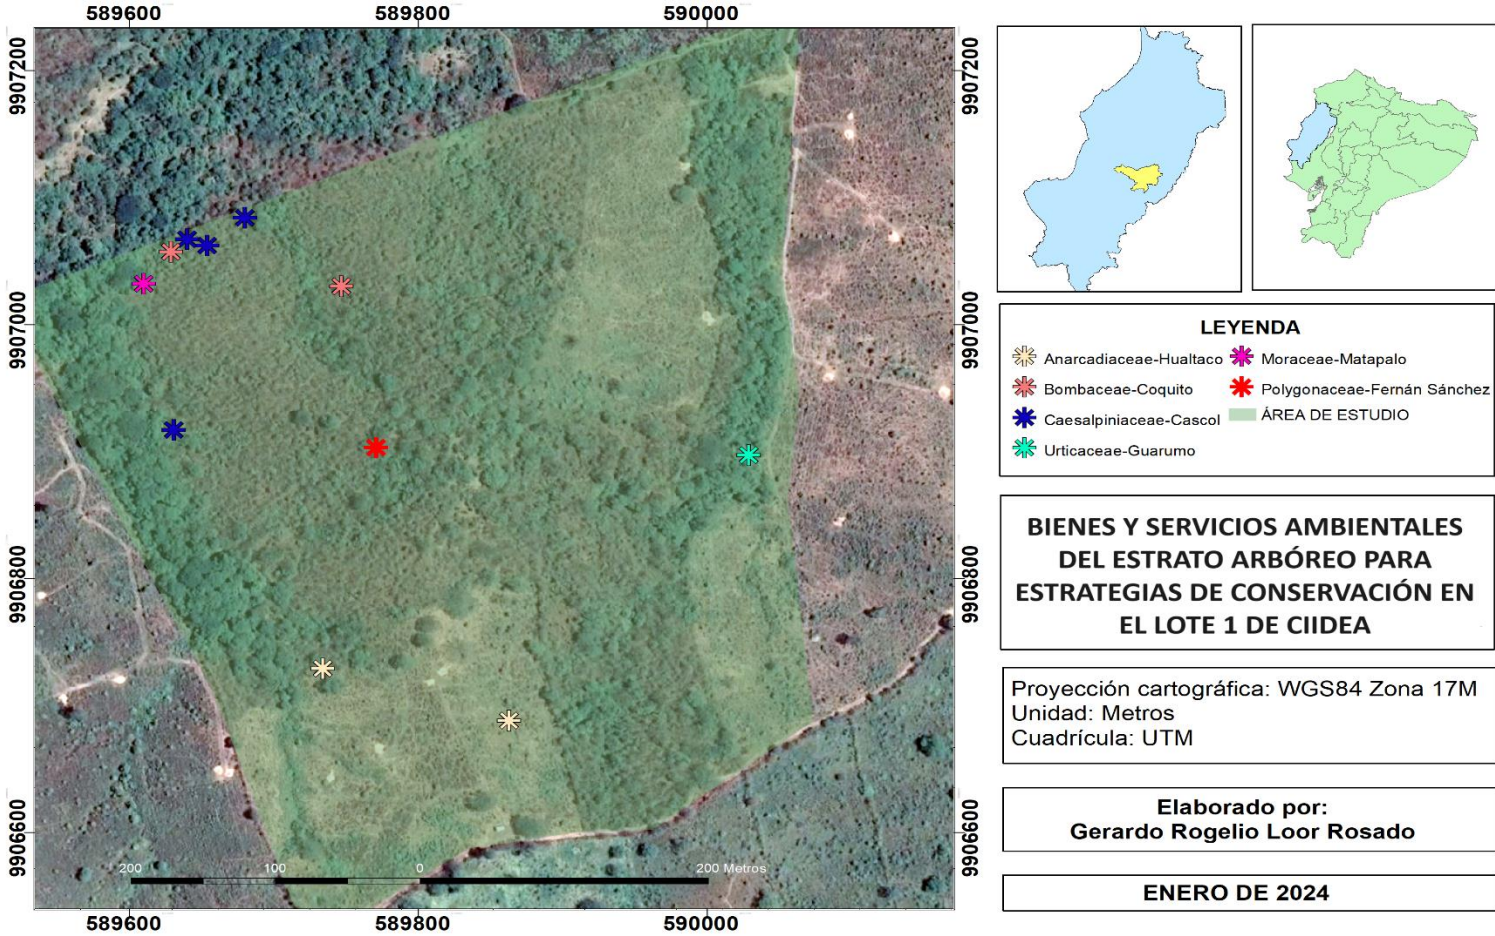 589600 589800 590000
9907200 9907200
9907000 9907000
9906800 9906800
9906600 9906600
200 100 0 200 Metros
589600 589800 590000
LEYENDA
Anarcadiaceae-Hualtaco
Bombaceae-Coquito
Caesalpiniaceae-Cascol
Urticaceae-Guarumo
Moraceae-Matapalo
Polygonaceae-Fernán Sánchez
ÁREA DE ESTUDIO
BIENES Y SERVICIOS AMBIENTALES
DEL ESTRATO ARBÓREO PARA
ESTRATEGIAS DE CONSERVACIÓN EN
EL LOTE 1 DE CIIDEA
Proyección cartográfica: WGS84 Zona 17M
Unidad: Metros
Cuadrícula: UTM
Elaborado por:
Gerardo Rogelio Loor Rosado
ENERO DE 2024